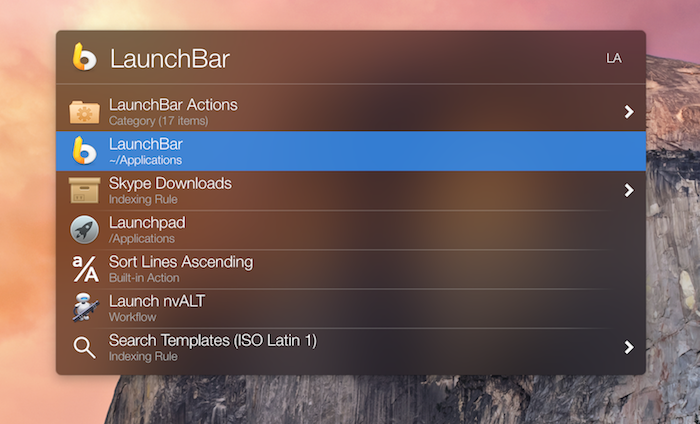 LaunchBar
LA
LaunchBar Actions
Category (17 items)
LaunchBar
~/Applications
Skype Downloads
Indexing Rule
Launchpad
/Applications
a/A
Sort Lines Ascending
Built-in Action
Launch nvALT
Workflow
Search Templates (ISO Latin 1)
Indexing Rule